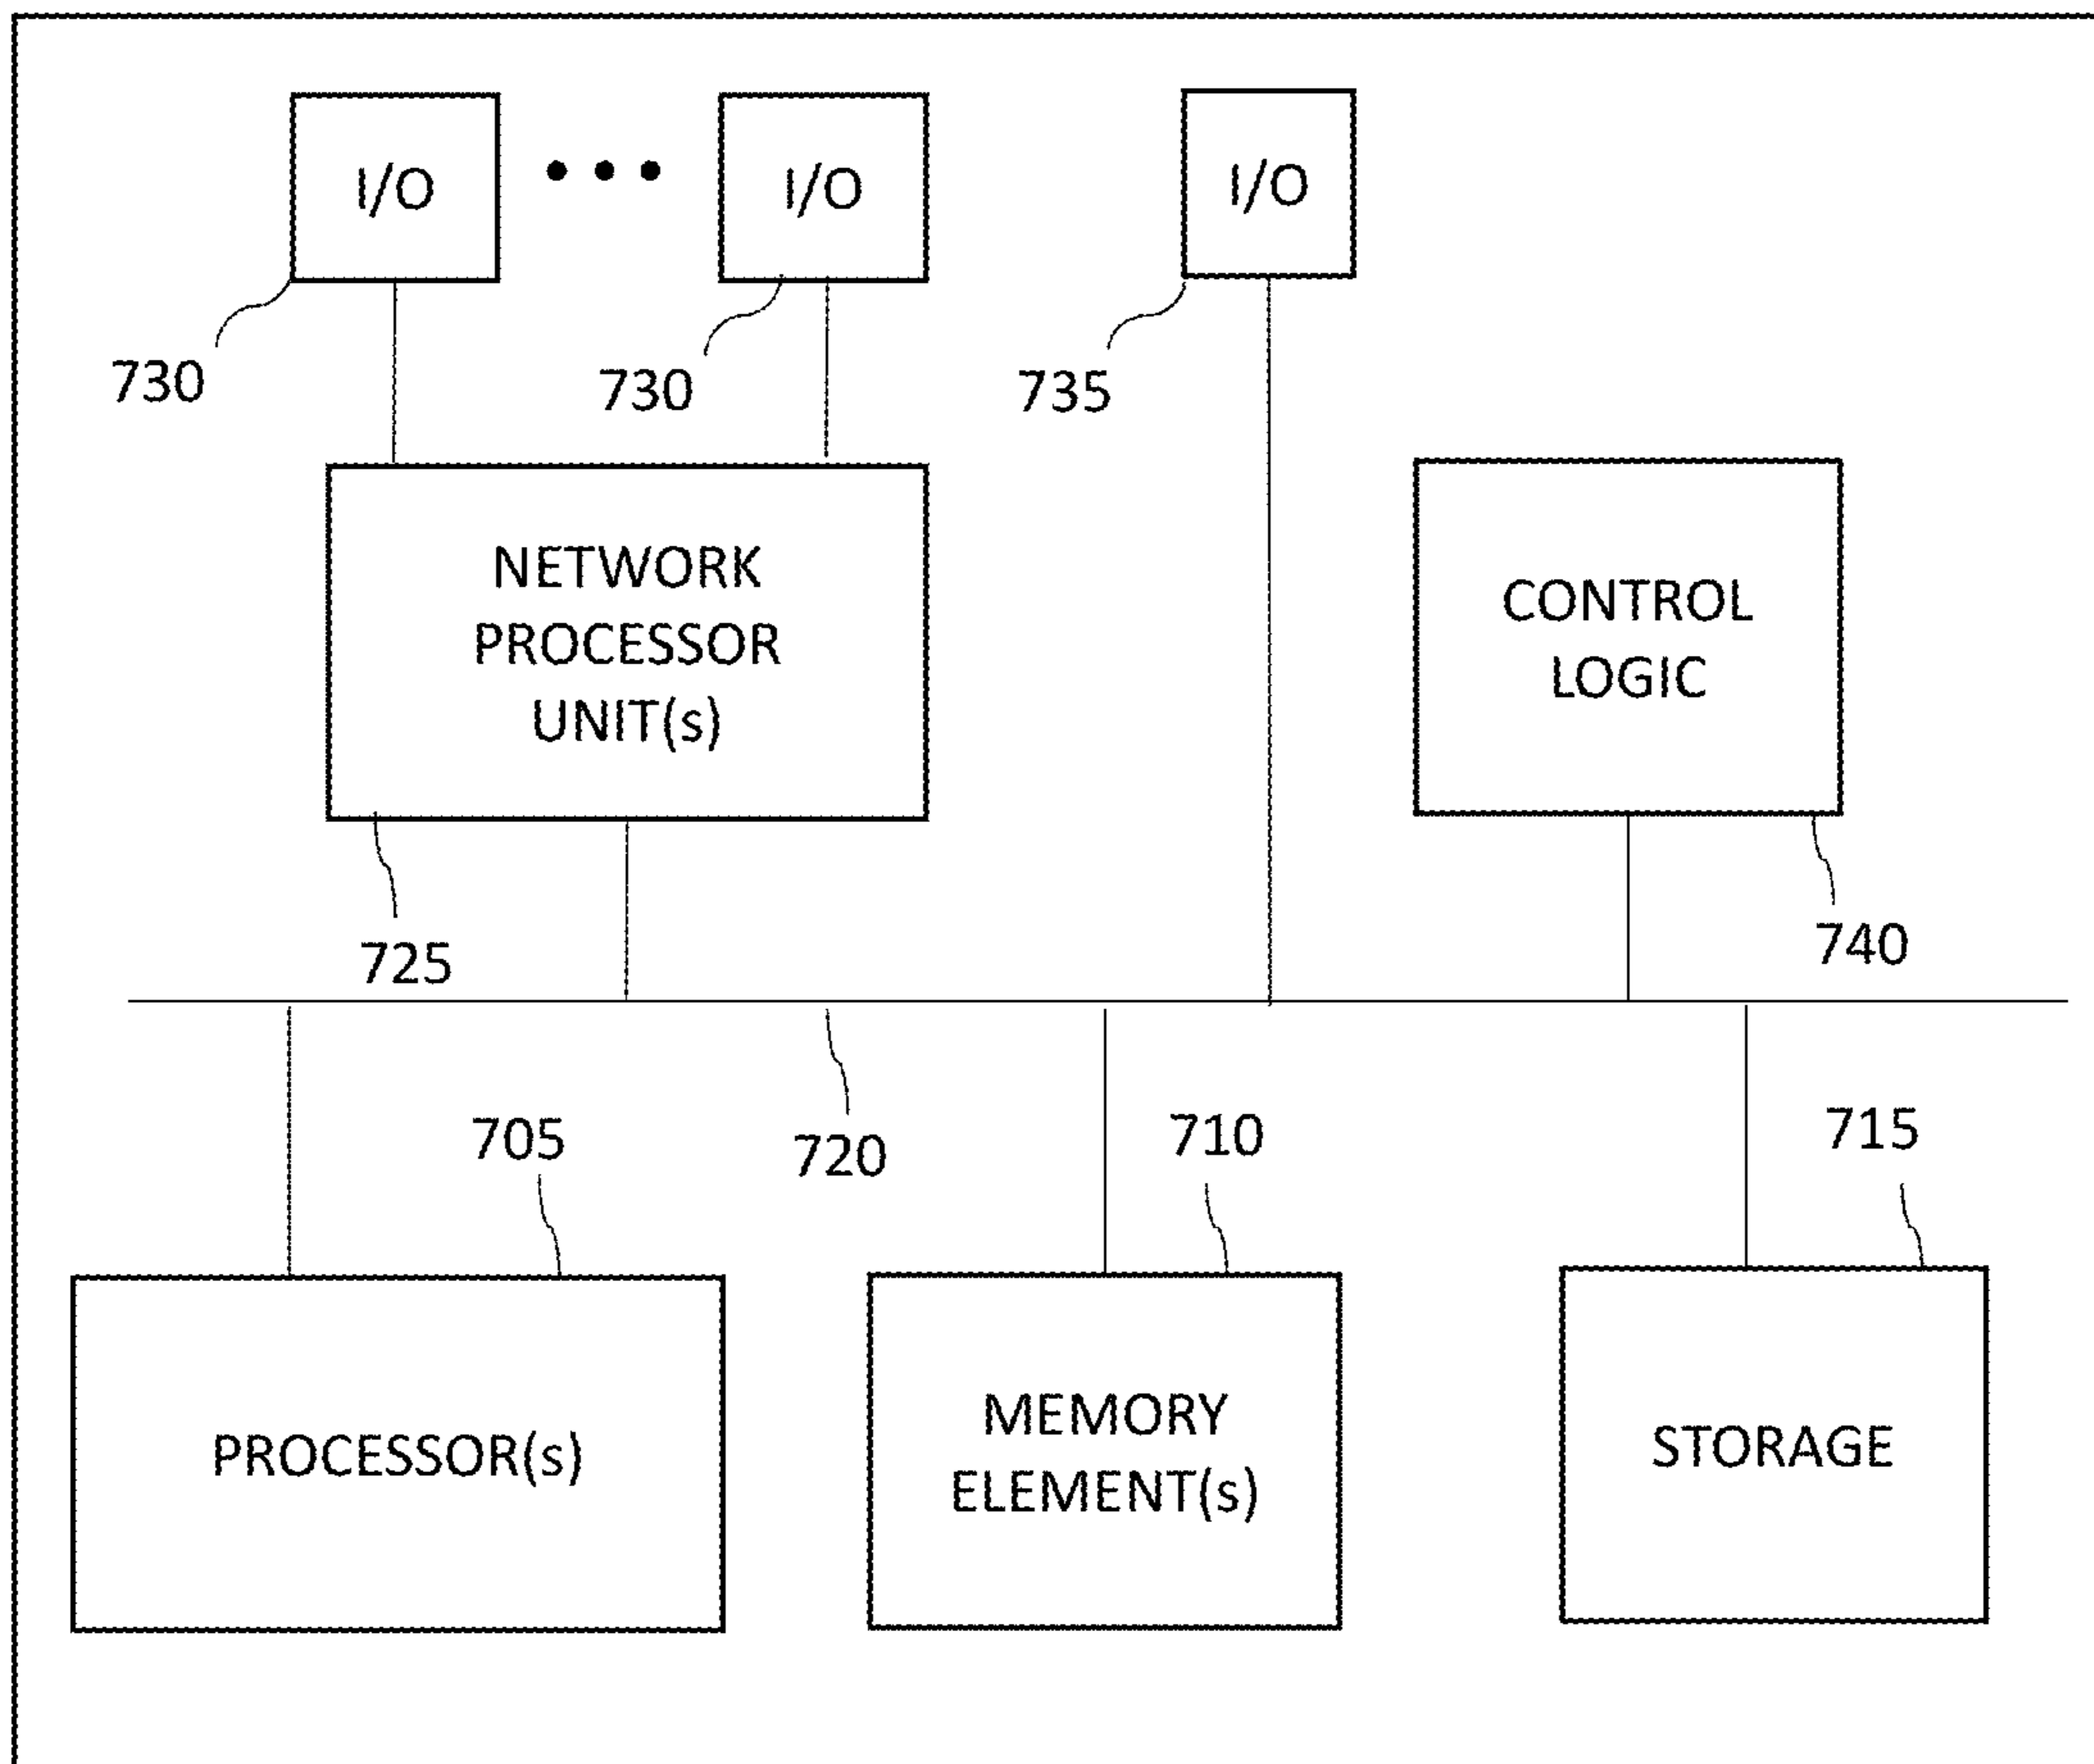 I/O
I/O
I/O
730
730
735
NETWORK
PROCESSOR
UNIT(s)
CONTROL
LOGIC
725
740
705
720
710
715
PROCESSOR(s)
MEMORY
ELEMENT(s)
STORAGE